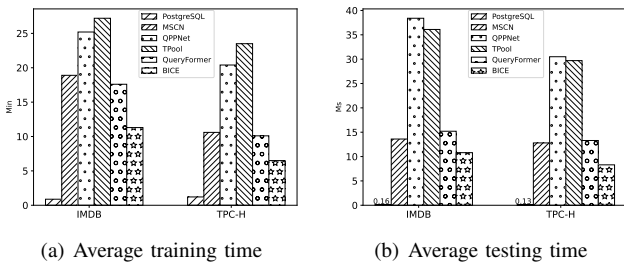 PostgreSQL
MSCN
QPPNet
TPool
QueryFormer
BICE
Min
25
20
15
10
5
0
IMDB
TPC-H
(a) Average training time
PostgreSQL
MSCN
QPPNet
TPool
QueryFormer
BICE
Ms
40
35
30
25
20
15
10
5
0
0.16
0.13
IMDB
TPC-H
(b) Average testing time